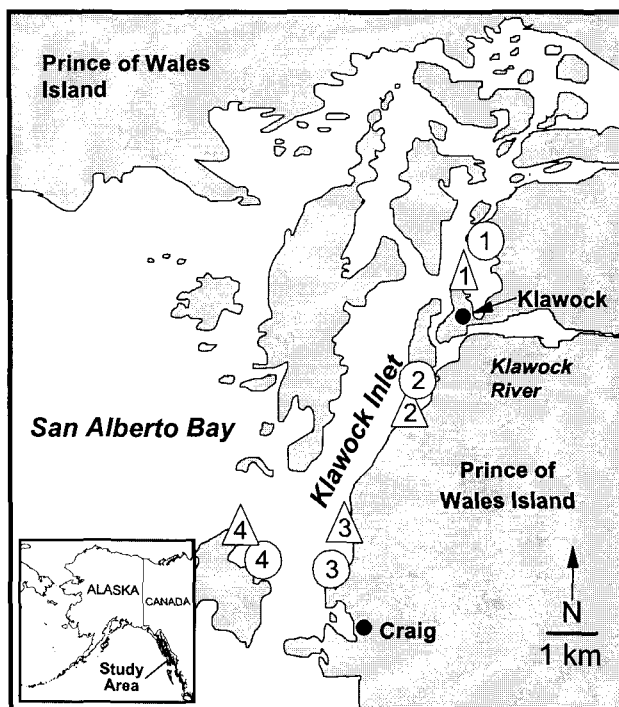 Prince of Wales
Island
1
1
Klawock
Klawock
River
2
2
Klawock Inlet
San Alberto Bay
Prince of
Wales Island
4
3
4
3
ALASKA
CANADA
Study
Area
Craig
N
1 km